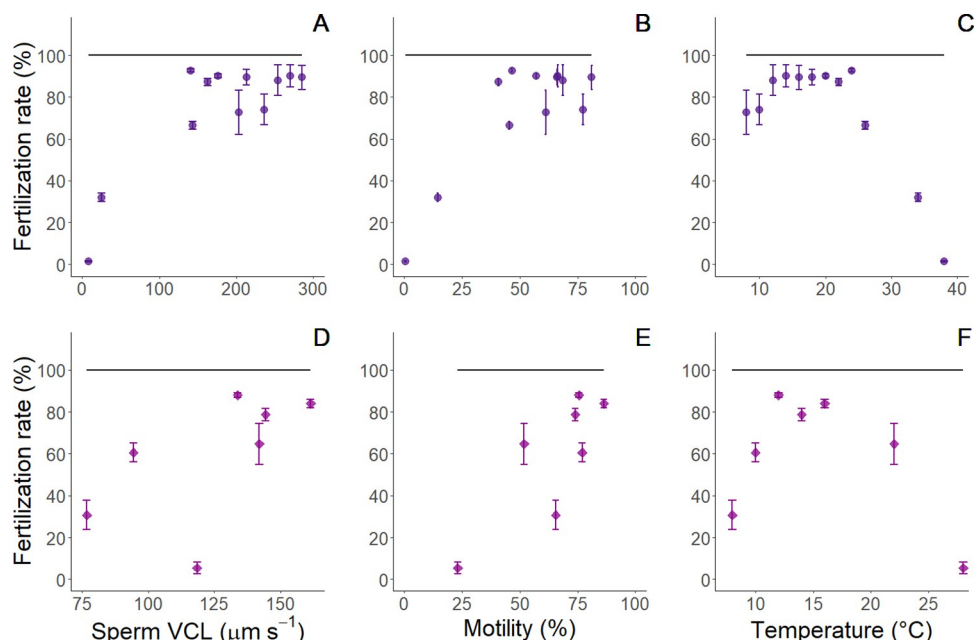 A
B
C
Fertilization rate (%)
100
80
60
40
20
0
0 100 200 300
0 25 50 75 100
10 20 30 40
D
E
F
Fertilization rate (%)
100
80
60
40
20
0
75 100 125 150
0 25 50 75 100
10 15 20 25
Sperm VCL (μm s⁻¹)
Motility (%)
Temperature (°C)